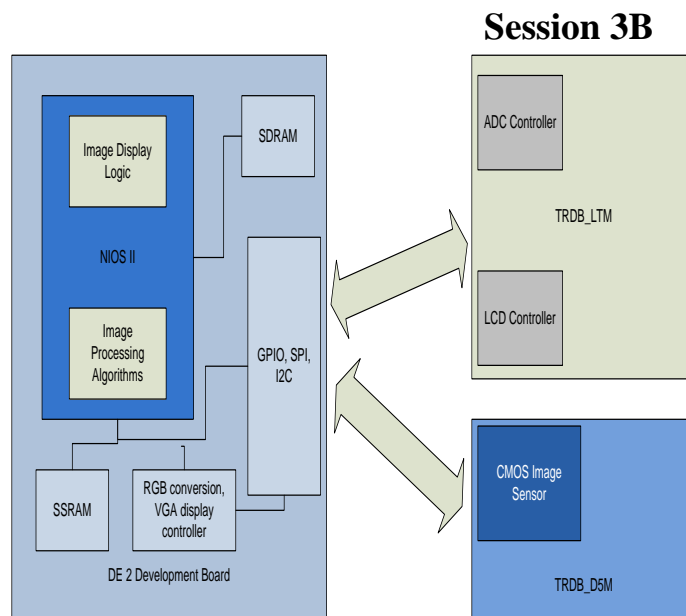 Session 3B
Image Display
Logic
NIOS II
Image
Processing
Algorithms
SDRAM
GPIO, SPI,
I2C
SSRAM
RGB conversion,
VGA display
controller
DE 2 Development Board
ADC Controller
TRDB_LTM
LCD Controller
CMOS Image
Sensor
TRDB_D5M